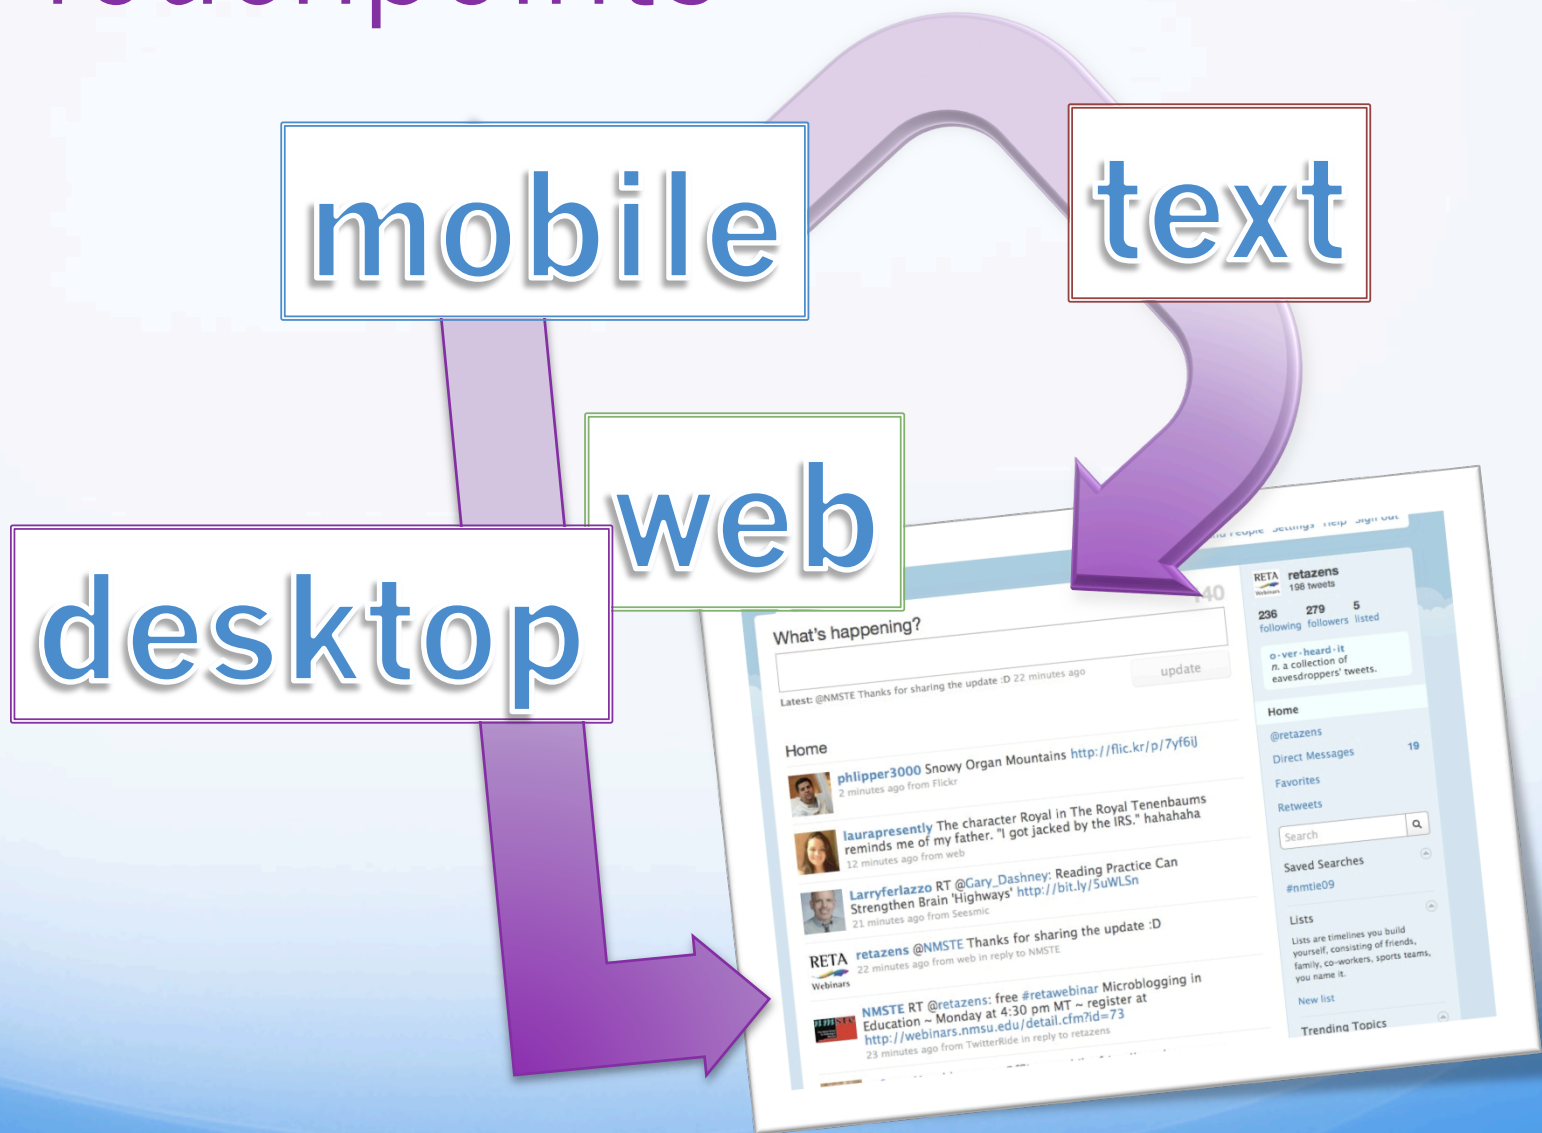 Touchpoints
mobile
text
web
desktop
People Settings Help Sign out
What's happening?
Latest: @NMSTE Thanks for sharing the update :D 22 minutes ago
update
Home
phlipper3000 Snowy Organ Mountains http://flic.kr/p/7yf6iJ
2 minutes ago from Flickr
laurapresently The character Royal in The Royal Tenenbaums
reminds me of my father. "I got jacked by the IRS." hahahaha
12 minutes ago from web
Larryferlazzo RT @Gary_Dashney: Reading Practice Can
Strengthen Brain 'Highways' http://bit.ly/5uWLSn
21 minutes ago from Seesmic
RETA
Webinars
retazens @NMSTE Thanks for sharing the update :D
22 minutes ago from web in reply to NMSTE
NMSTE RT @retazens: free #retawebinar Microblogging in
Education ~ Monday at 4:30 pm MT ~ register at
http://webinars.nmsu.edu/detail.cfm?id=73
23 minutes ago from TwitterRide in reply to retazens
RETA
Webinars
retazens
198 tweets
236 279 5
following followers listed
o·ver·heard·it
n. a collection of
eavesdroppers' tweets.
Home
@retazens
Direct Messages 19
Favorites
Retweets
Search
Saved Searches
#nmtie09
Lists
Lists are timelines you build
yourself, consisting of friends,
family, co-workers, sports teams,
you name it.
New list
Trending Topics